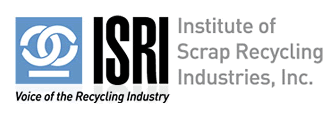 ISRI
Institute of
Scrap Recycling
Industries, Inc.
Voice of the Recycling Industry